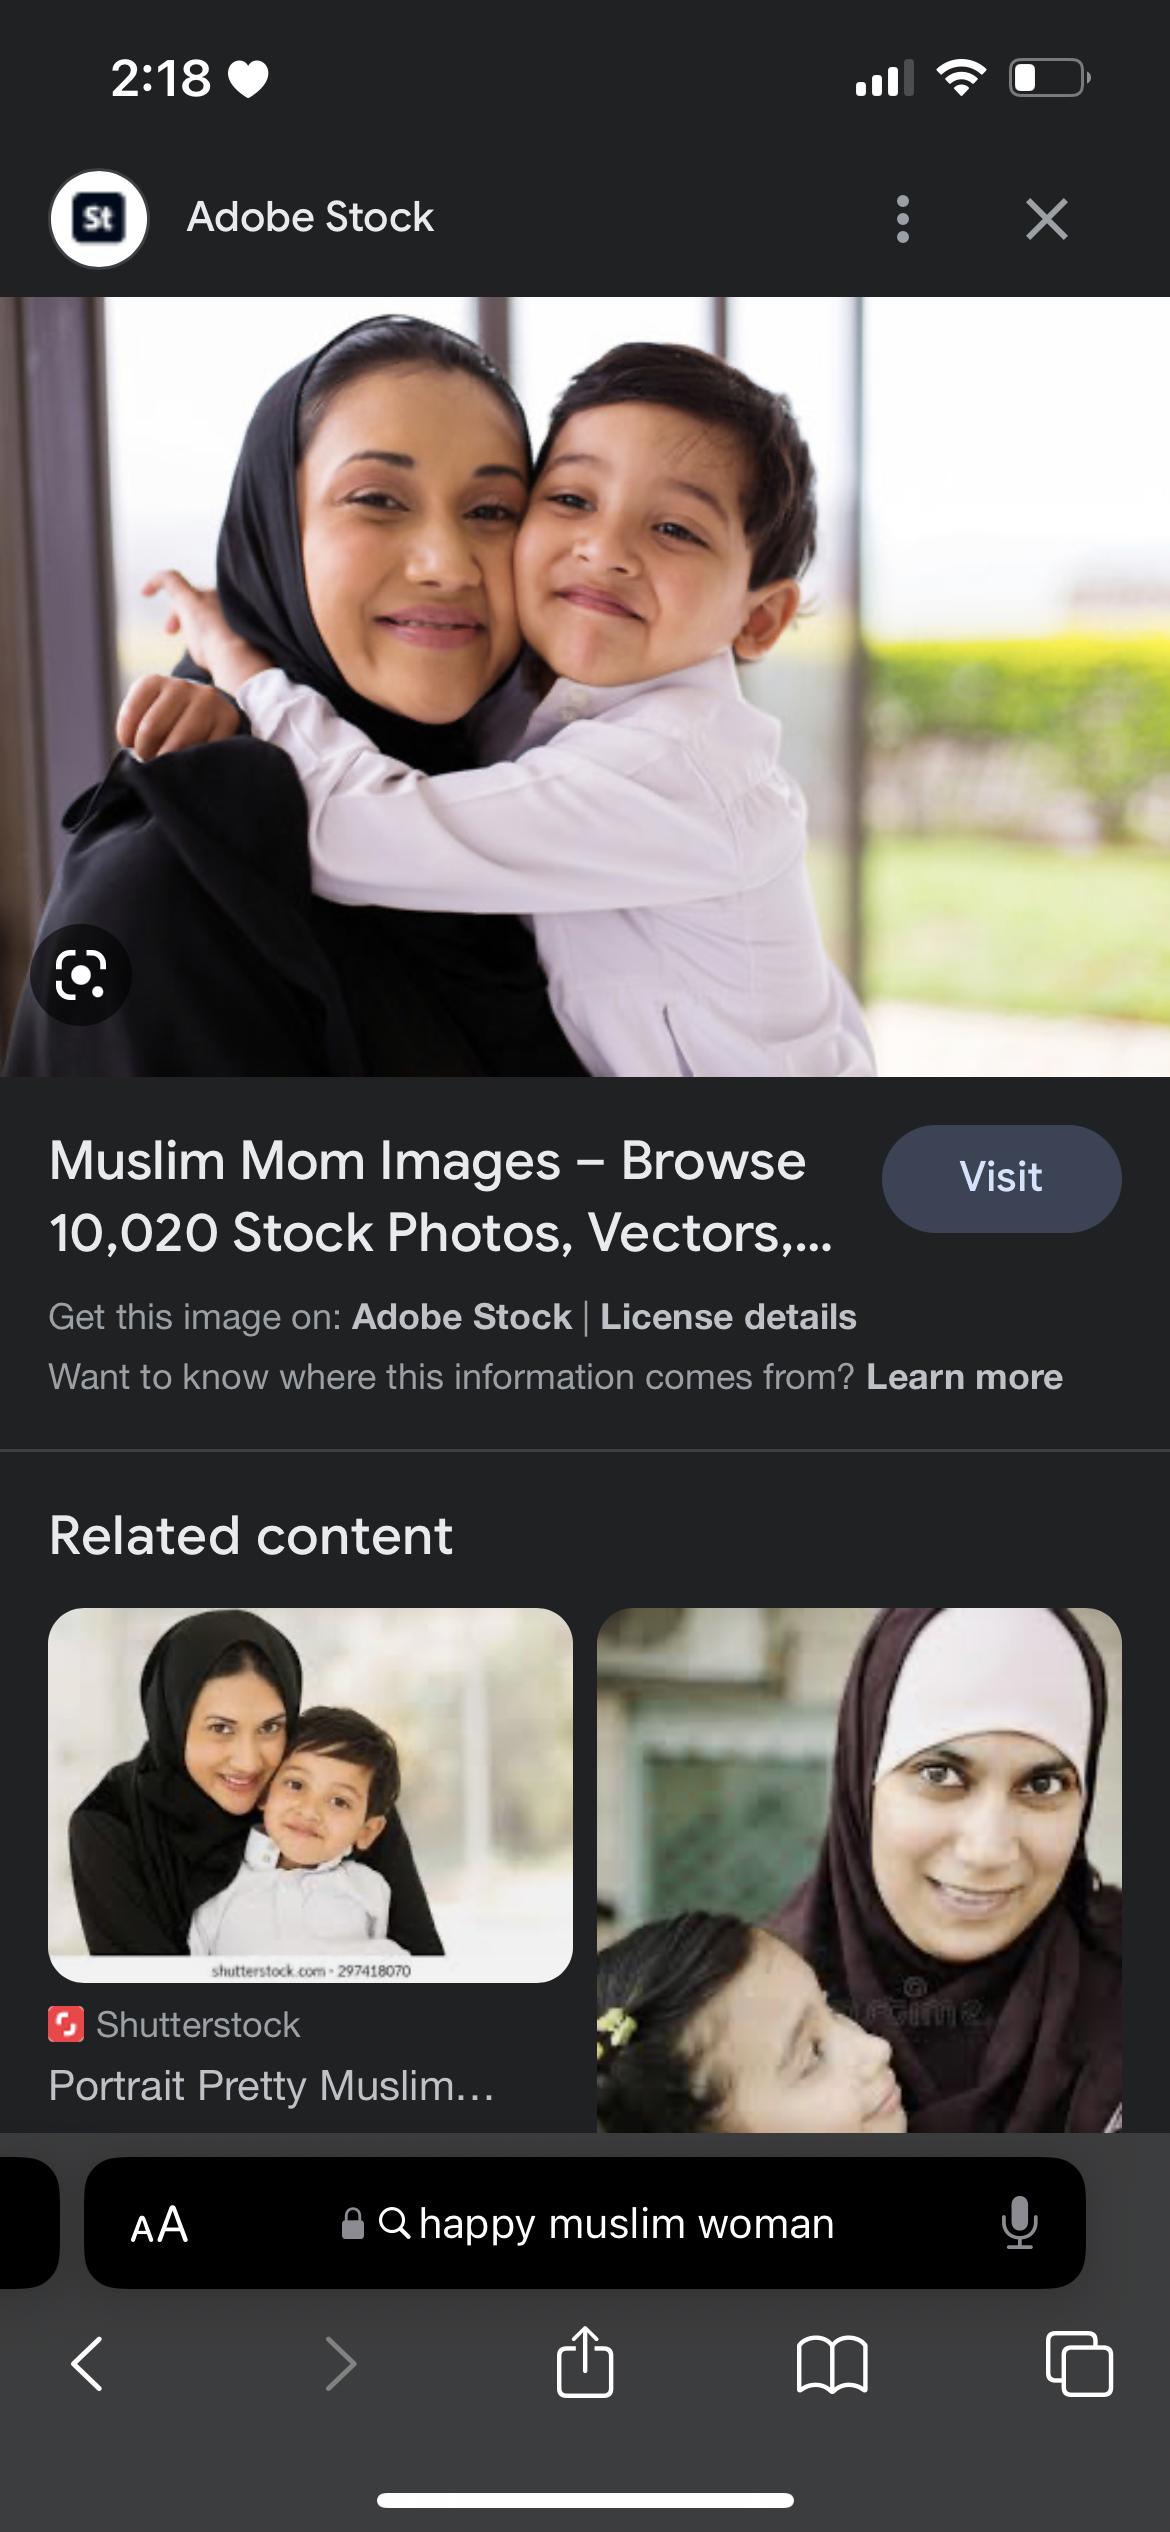 2:18
St
Adobe Stock
Muslim Mom Images – Browse
10,020 Stock Photos, Vectors,...
Visit
Get this image on: Adobe Stock | License details
Want to know where this information comes from? Learn more
Related content
shutterstock.com · 297418070
Shutterstock
Portrait Pretty Muslim...
AA
happy muslim woman